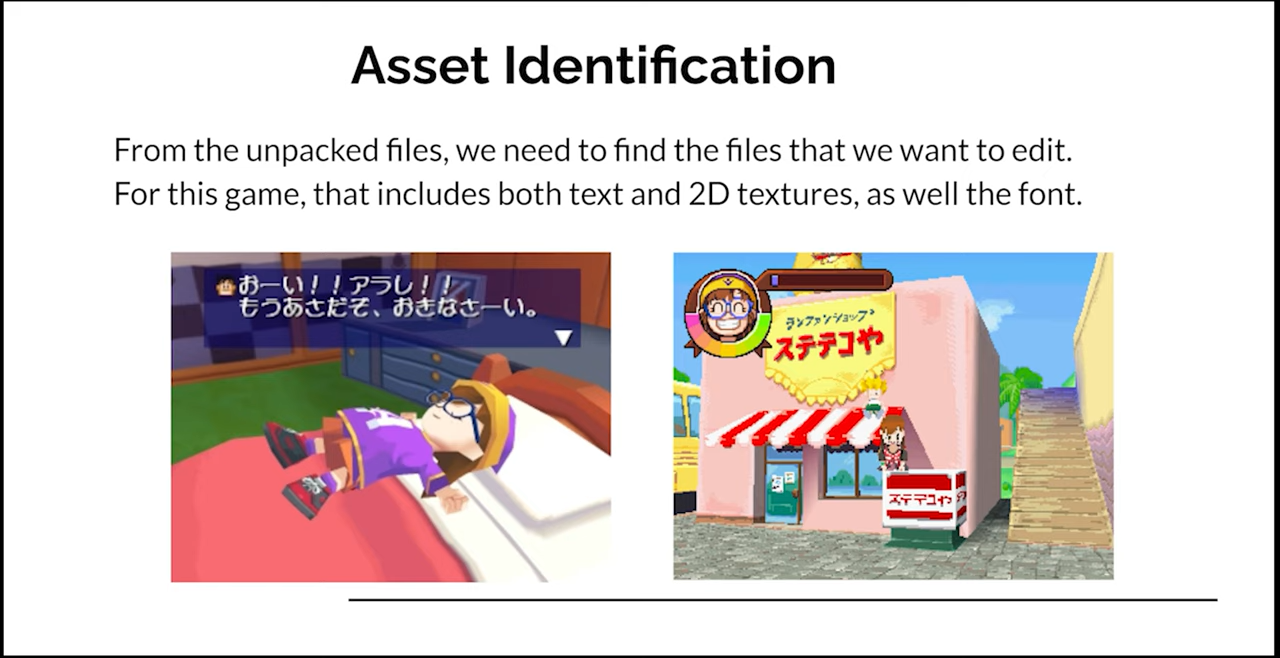 Asset Identification
From the unpacked files, we need to find the files that we want to edit.
For this game, that includes both text and 2D textures, as well the font.
おーい！！アラレ！！
もうあさだぞ、おきなさーい。
ランファンショップ
ステテコや
ステテコや